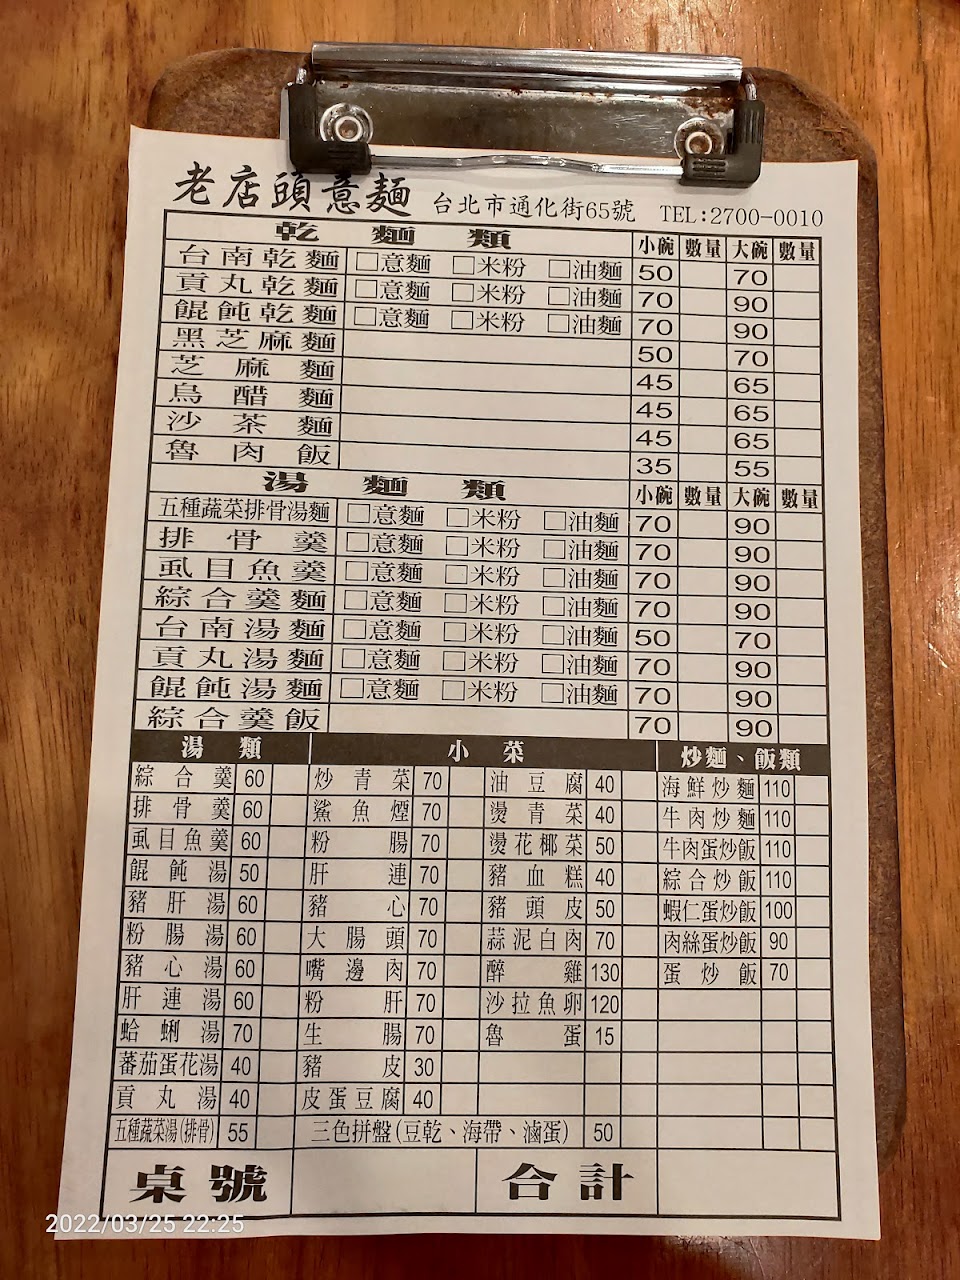 老店頭意麵 台北市通化街65號 TEL:2700-0010
乾麵類 小碗 數量 大碗 數量
台南乾麵 □意麵 □米粉 □油麵 50 70
貢丸乾麵 □意麵 □米粉 □油麵 70 90
餛飩乾麵 □意麵 □米粉 □油麵 70 90
黑芝麻麵 50 70
芝麻麵 45 65
烏醋麵 45 65
沙茶麵 45 65
魯肉飯 35 55
湯麵類 小碗 數量 大碗 數量
五種蔬菜排骨湯麵 □意麵 □米粉 □油麵 70 90
排骨羹 □意麵 □米粉 □油麵 70 90
虱目魚羹 □意麵 □米粉 □油麵 70 90
綜合羹麵 □意麵 □米粉 □油麵 70 90
台南湯麵 □意麵 □米粉 □油麵 50 70
貢丸湯麵 □意麵 □米粉 □油麵 70 90
餛飩湯麵 □意麵 □米粉 □油麵 70 90
綜合羹飯 70 90
湯類 小菜 炒麵、飯類
綜合羹 60 炒青菜 70 油豆腐 40 海鮮炒麵 110
排骨羹 60 鯊魚煙 70 燙青菜 40 牛肉炒麵 110
虱目魚羹 60 粉腸 70 燙花椰菜 50 牛肉蛋炒飯 110
餛飩湯 50 肝連 70 豬血糕 40 綜合炒飯 110
豬肝湯 60 豬心 70 豬頭皮 50 蝦仁蛋炒飯 100
粉腸湯 60 大腸頭 70 蒜泥白肉 70 肉絲蛋炒飯 90
豬心湯 60 嘴邊肉 70 醉雞 130 蛋炒飯 70
肝連湯 60 粉肝 70 沙拉魚卵 120
蛤蜊湯 70 生腸 70 魯蛋 15
蕃茄蛋花湯 40 豬皮 30
貢丸湯 40 皮蛋豆腐 40
五種蔬菜湯(排骨) 55 三色拼盤(豆乾、海帶、滷蛋) 50
桌號 合計
2022/03/25 22:25